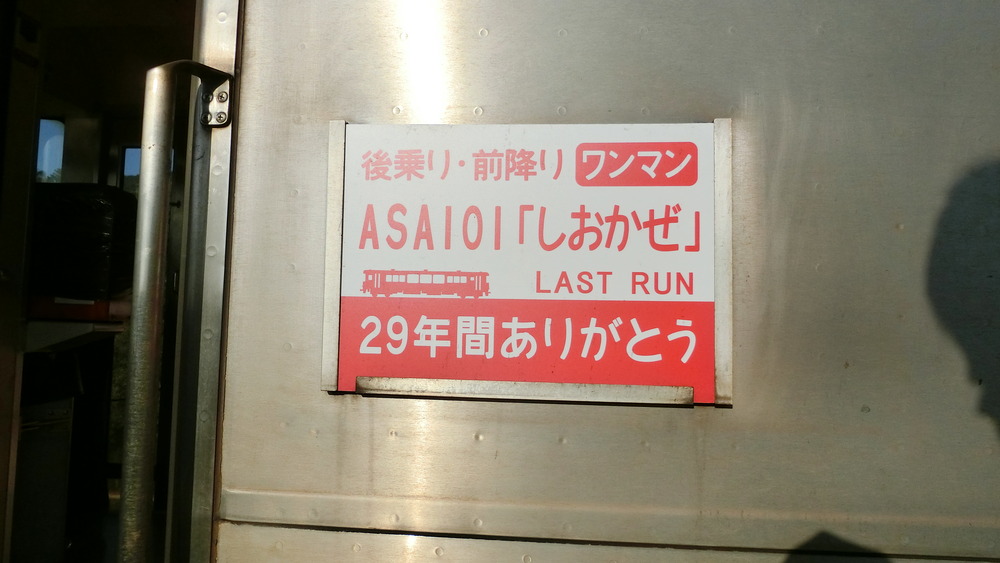 後乗り・前降り ワンマン
ASA101「しおかぜ」
LAST RUN
29年間ありがとう